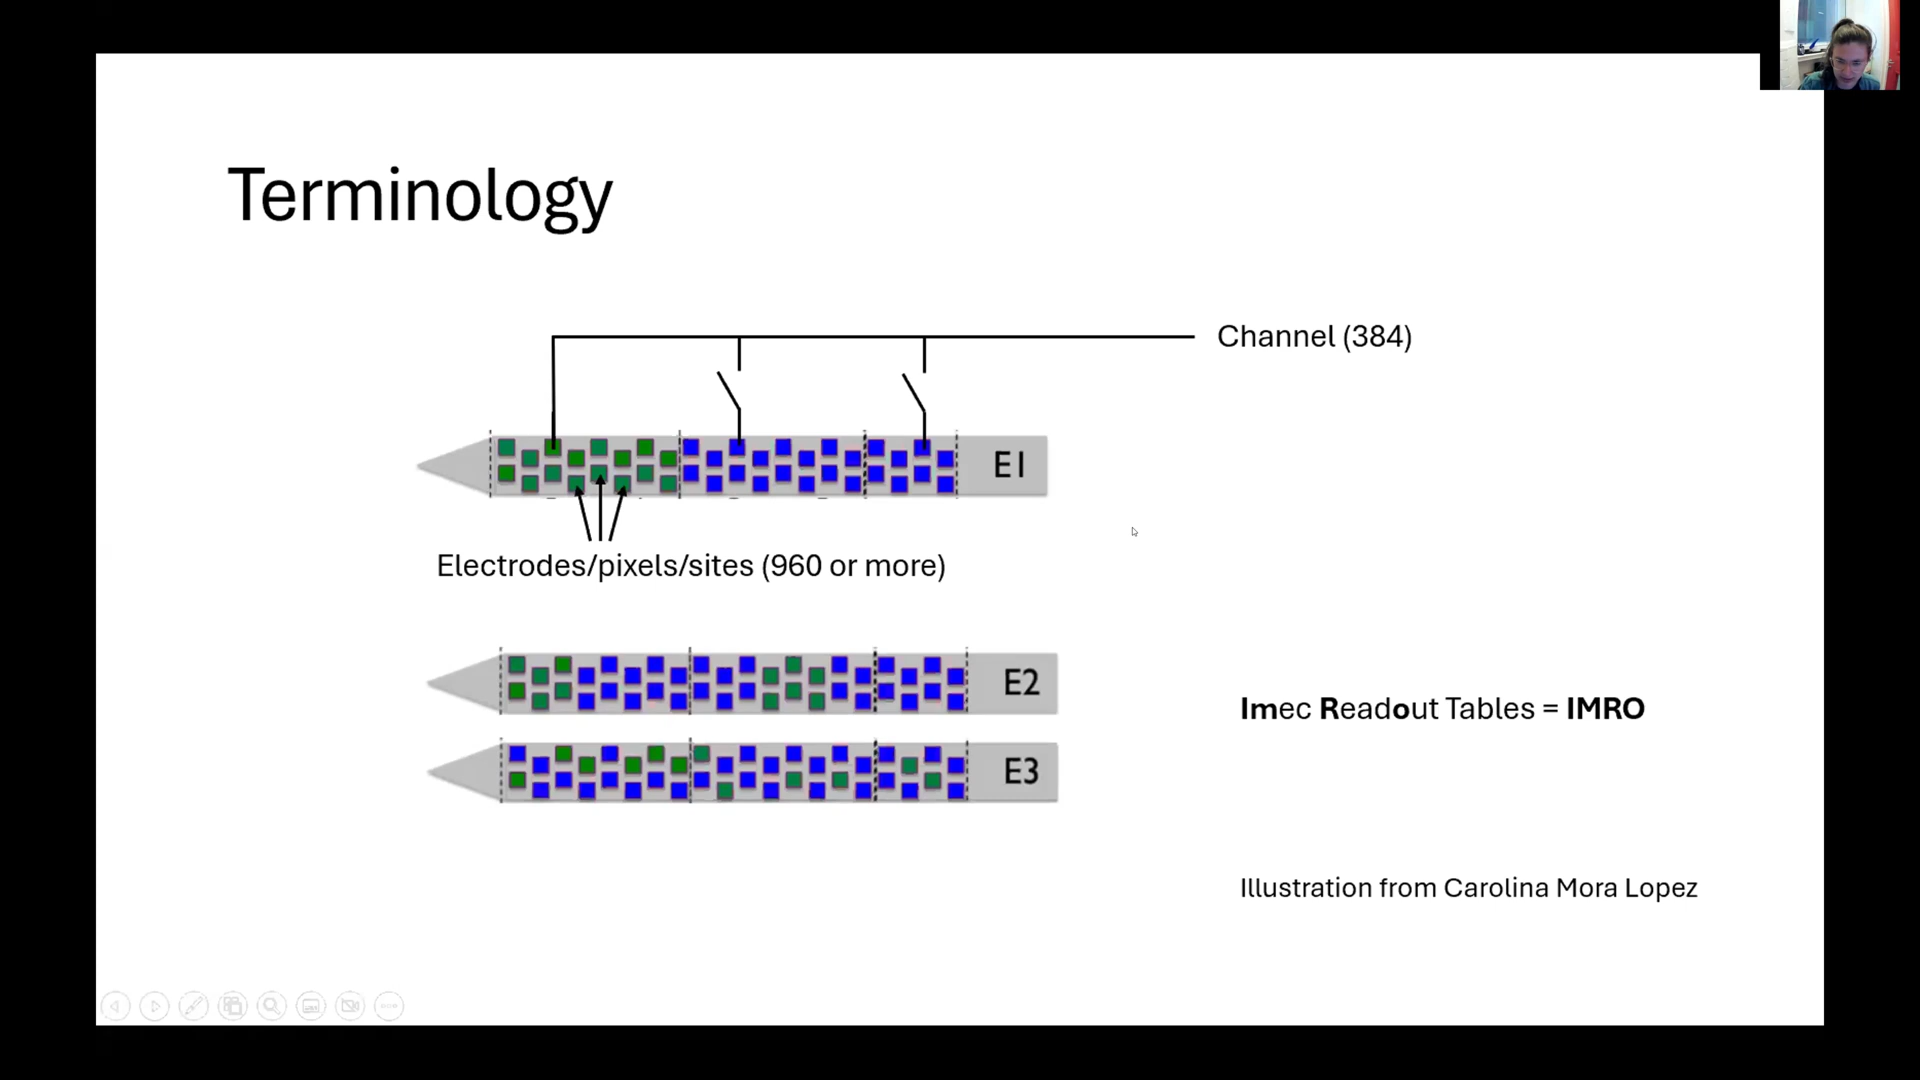 Terminology
Channel (384)
E1
Electrodes/pixels/sites (960 or more)
E2
Imec Readout Tables = IMRO
E3
Illustration from Carolina Mora Lopez